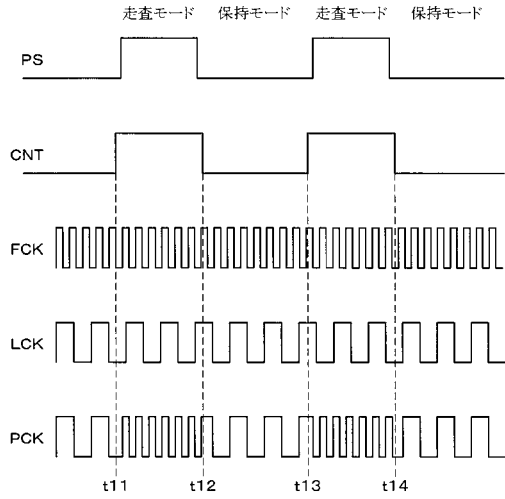 走査モード 保持モード 走査モード 保持モード
PS
CNT
FCK
LCK
PCK
t11 t12 t13 t14